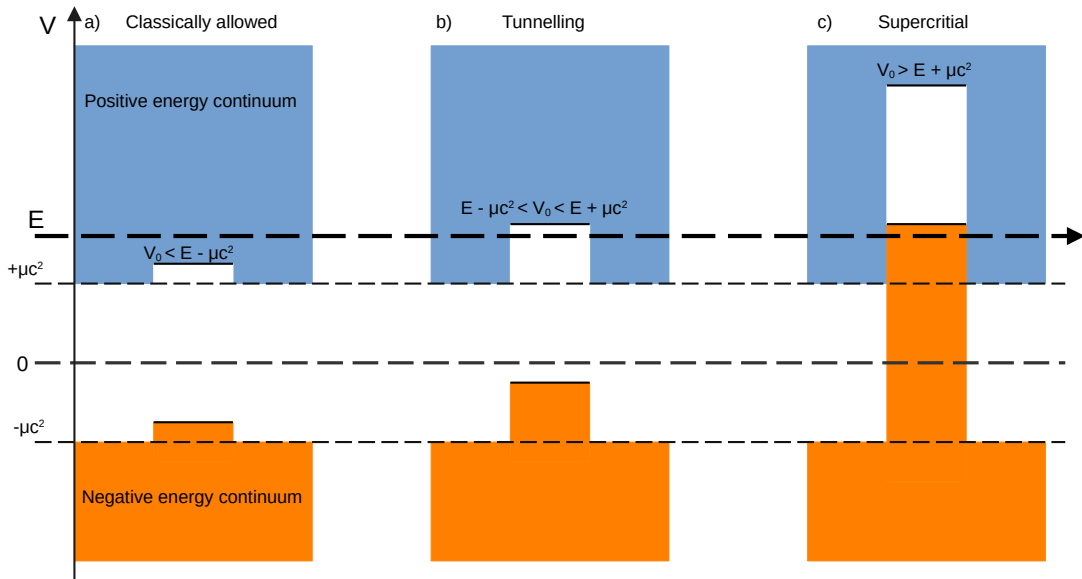 V
a) Classically allowed
b) Tunnelling
c) Supercritial
V₀ > E + μc²
Positive energy continuum
E - μc² < V₀ < E + μc²
E
V₀ < E - μc²
+μc²
0
-μc²
Negative energy continuum